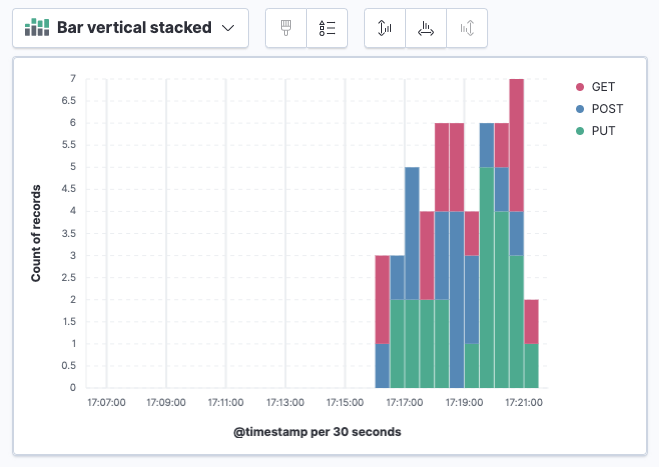 Bar vertical stacked
7
6.5
6
5.5
5
4.5
4
3.5
3
2.5
2
1.5
1
0.5
0
Count of records
17:07:00 17:09:00 17:11:00 17:13:00 17:15:00 17:17:00 17:19:00 17:21:00
@timestamp per 30 seconds
GET
POST
PUT